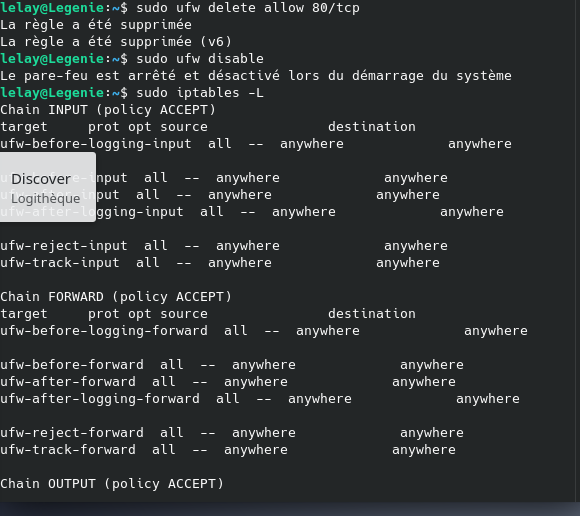 lelay@Legenie:~$ sudo ufw delete allow 80/tcp
La règle a été supprimée
La règle a été supprimée (v6)
lelay@Legenie:~$ sudo ufw disable
Le pare-feu est arrêté et désactivé lors du démarrage du système
lelay@Legenie:~$ sudo iptables -L
Chain INPUT (policy ACCEPT)
target     prot opt source               destination
ufw-before-logging-input  all  --  anywhere             anywhere
ufw-before-input  all  --  anywhere             anywhere
Discover
ufw-after-input  all  --  anywhere             anywhere
Logithèque
ufw-after-logging-input  all  --  anywhere             anywhere
ufw-reject-input  all  --  anywhere             anywhere
ufw-track-input  all  --  anywhere             anywhere
Chain FORWARD (policy ACCEPT)
target     prot opt source               destination
ufw-before-logging-forward  all  --  anywhere             anywhere
ufw-before-forward  all  --  anywhere             anywhere
ufw-after-forward  all  --  anywhere             anywhere
ufw-after-logging-forward  all  --  anywhere             anywhere
ufw-reject-forward  all  --  anywhere             anywhere
ufw-track-forward  all  --  anywhere             anywhere
Chain OUTPUT (policy ACCEPT)